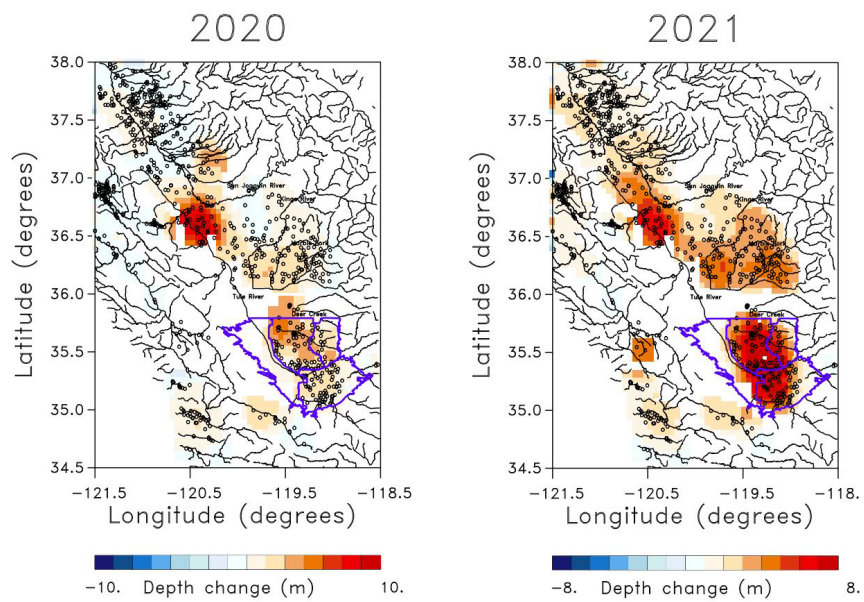 2020
2021
Latitude (degrees)
38.0
37.5
37.0
36.5
36.0
35.5
35.0
34.5
San Joaquin River
Kings River
Tule River
Deer Creek
-121.5
-120.5
-119.5
-118.5
Longitude (degrees)
-10.
Depth change (m)
10.
Latitude (degrees)
38.0
37.5
37.0
36.5
36.0
35.5
35.0
34.5
San Joaquin River
Kings River
Tule River
Deer Creek
-121.5
-120.5
-119.5
-118.
Longitude (degrees)
-8.
Depth change (m)
8.